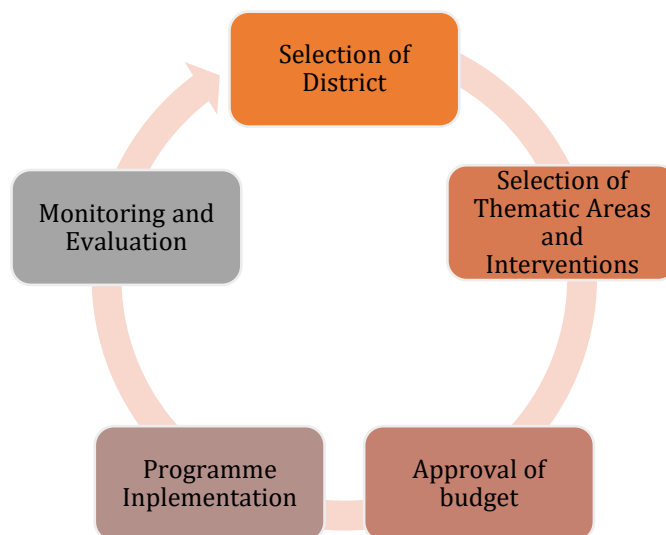 Selection of
District
Selection of
Thematic Areas
and
Interventions
Approval of
budget
Programme
Inplementation
Monitoring and
Evaluation